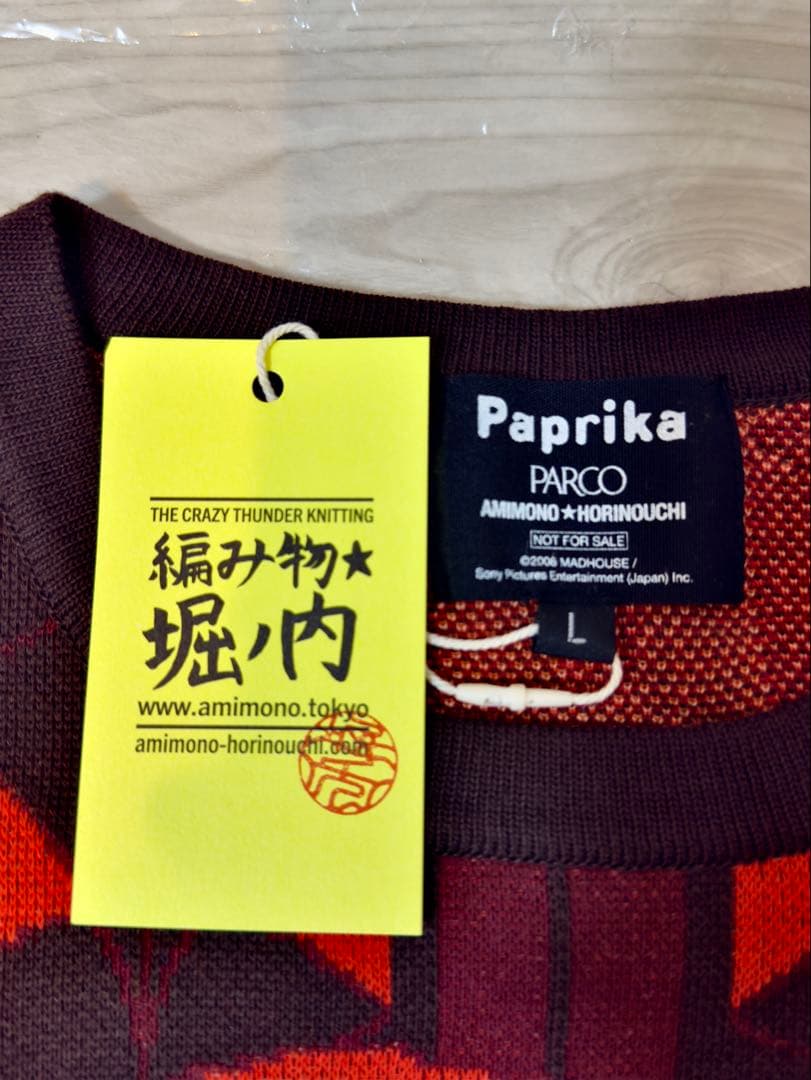 THE CRAZY THUNDER KNITTING
編み物★
堀ノ内
www.amimono.tokyo
amimono-horinouchi.com
Paprika
PARCO
AMIMONO★HORINOUCHI
NOT FOR SALE
©2006 MADHOUSE /
Sony Pictures Entertainment (Japan) Inc.
L